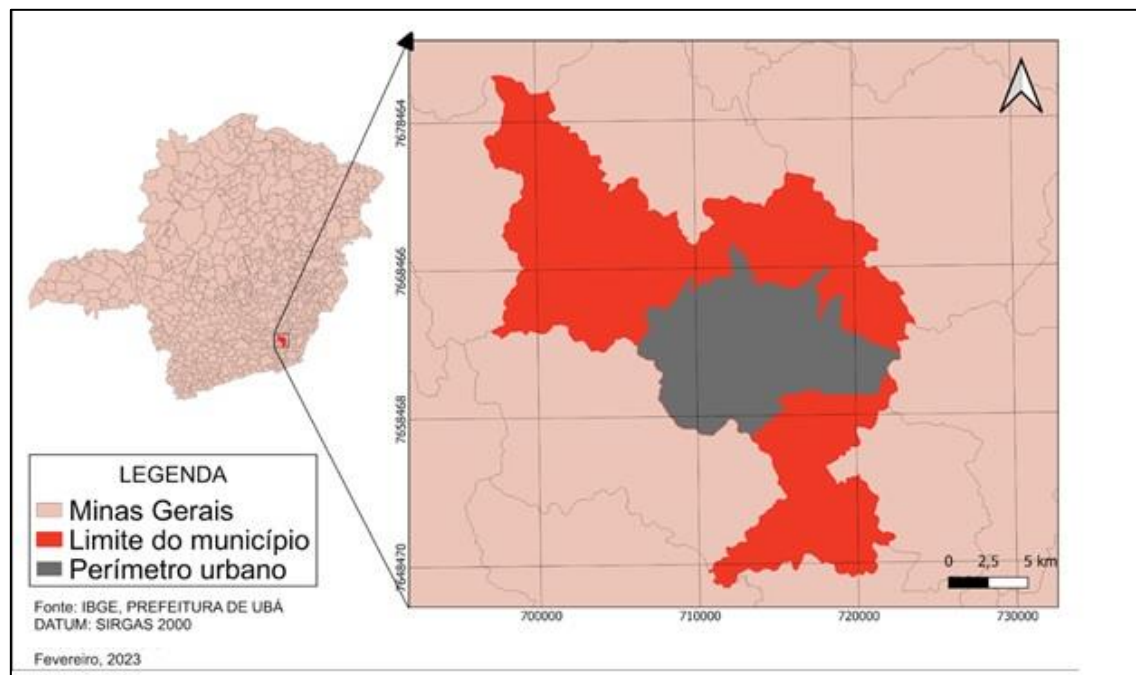 7678464
7668466
7658468
7648470
LEGENDA
Minas Gerais
Limite do município
Perímetro urbano
0 2,5 5 km
700000 710000 720000 730000
Fonte: IBGE, PREFEITURA DE UBÁ
DATUM: SIRGAS 2000
Fevereiro, 2023